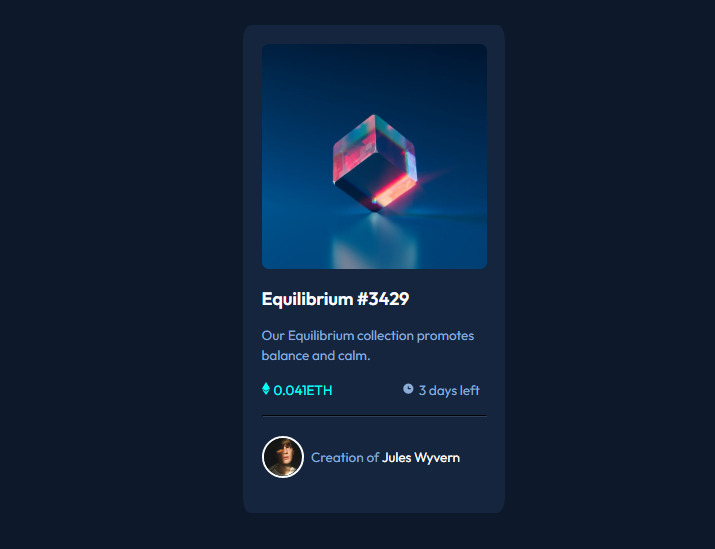 Equilibrium #3429
Our Equilibrium collection promotes
balance and calm.
0.041ETH
3 days left
Creation of Jules Wyvern